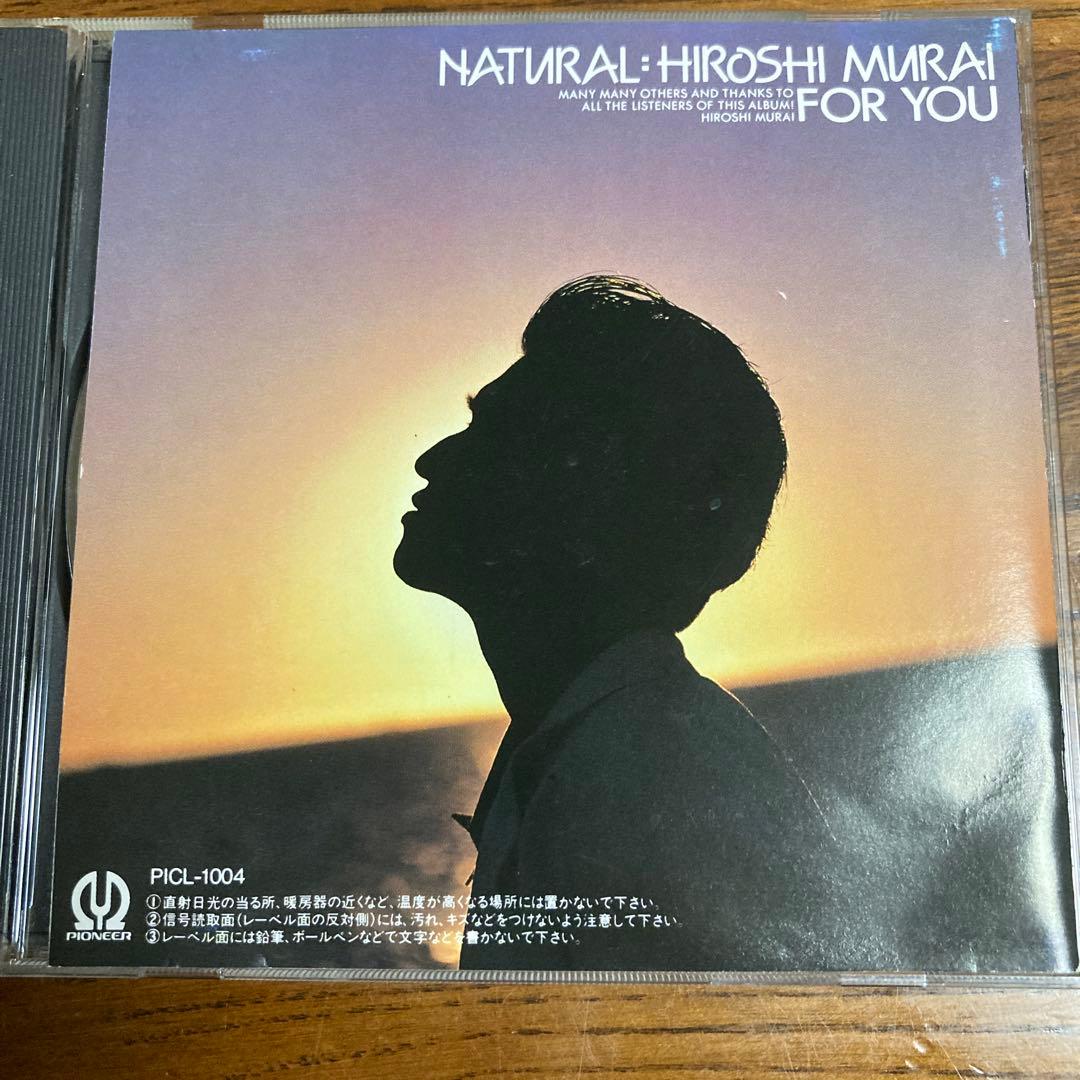 NATURAL:HIROSHI MURAI
MANY MANY OTHERS AND THANKS TO
ALL THE LISTENERS OF THIS ALBUM!
HIROSHI MURAI
FOR YOU
PICL-1004
①直射日光の当る所、暖房器の近くなど、温度が高くなる場所には置かないで下さい。
②信号読取面(レーベル面の反対側)には、汚れ、キズなどをつけないよう注意して下さい。
③レーベル面には鉛筆、ボールペンなどで文字などを書かないで下さい。
PIONEER